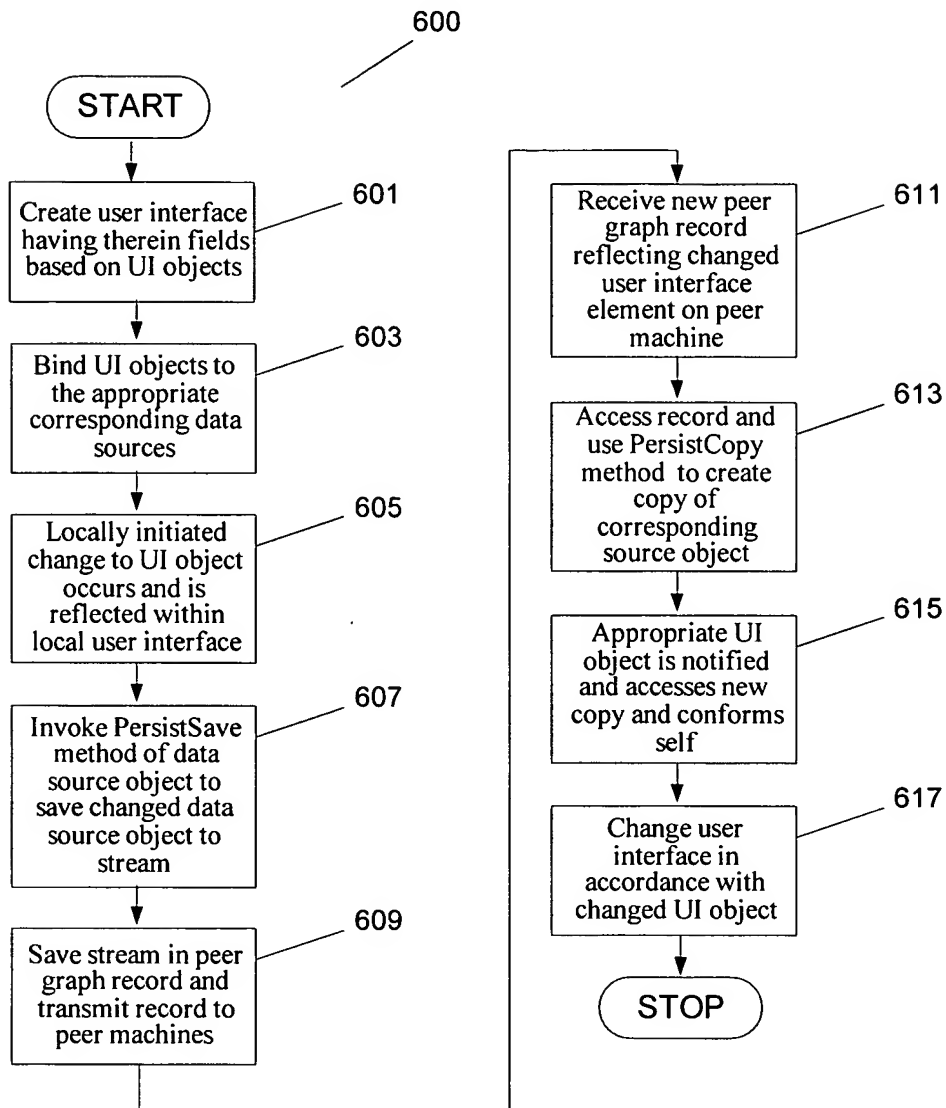 600
START
601
Create user interface
having therein fields
based on UI objects
603
Bind UI objects to
the appropriate
corresponding data
sources
605
Locally initiated
change to UI object
occurs and is
reflected within
local user interface
607
Invoke PersistSave
method of data
source object to
save changed data
source object to
stream
609
Save stream in peer
graph record and
transmit record to
peer machines
611
Receive new peer
graph record
reflecting changed
user interface
element on peer
machine
613
Access record and
use PersistCopy
method to create
copy of
corresponding
source object
615
Appropriate UI
object is notified
and accesses new
copy and conforms
self
617
Change user
interface in
accordance with
changed UI object
STOP